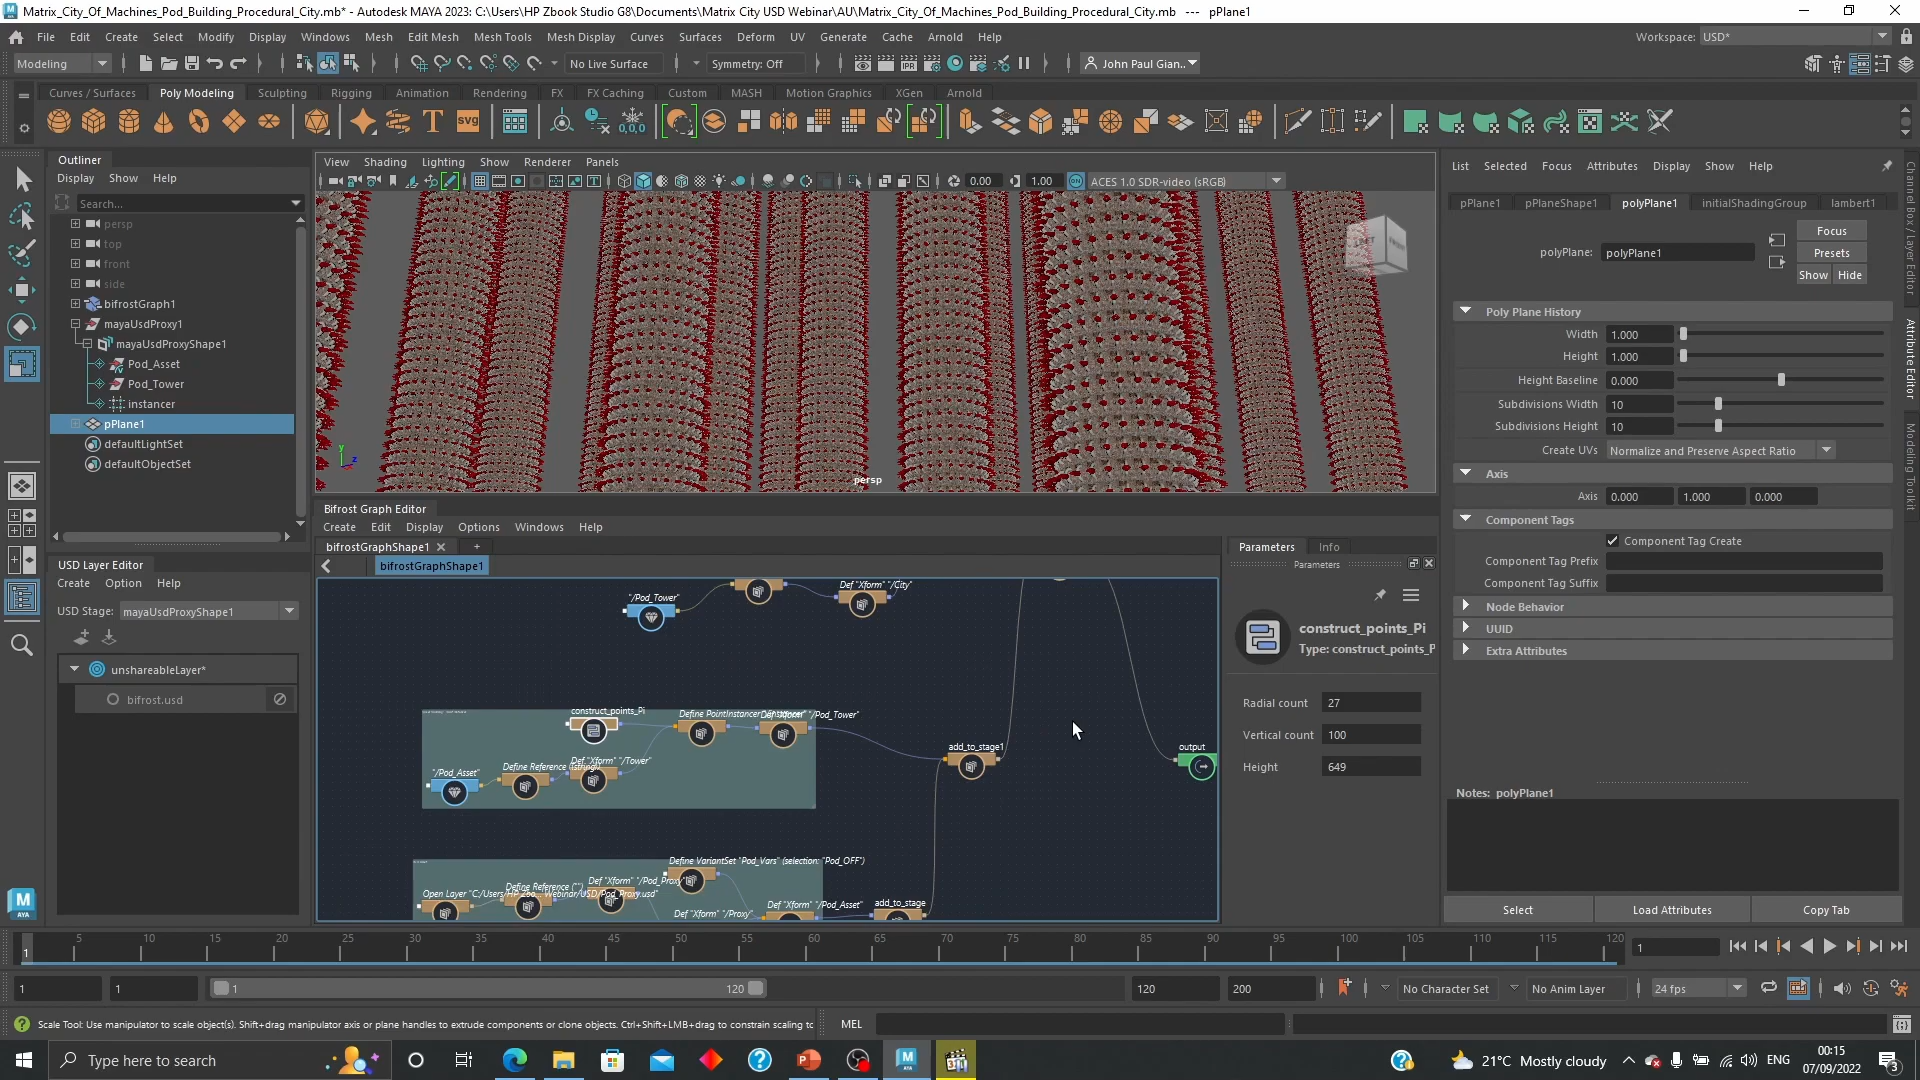 Matrix_City_Of_Machines_Pod_Building_Procedural_City.mb* - Autodesk MAYA 2023: C:\Users\HP Zbook Studio G8\Documents\Matrix City USD Webinar\AU\Matrix_City_Of_Machines_Pod_Building_Procedural_City.mb --- pPlane1
File Edit Create Select Modify Display Windows Mesh Edit Mesh Mesh Tools Mesh Display Curves Surfaces Deform UV Generate Cache Arnold Help
Workspace: USD*
Modeling
No Live Surface
Symmetry: Off
John Paul Gian..
Curves / Surfaces Poly Modeling Sculpting Rigging Animation Rendering FX FX Caching Custom MASH Motion Graphics XGen Arnold
svg
0,0,0
Outliner
Display Show Help
Search...
persp
top
front
side
bifrostGraph1
mayaUsdProxy1
mayaUsdProxyShape1
Pod_Asset
Pod_Tower
instancer
pPlane1
defaultLightSet
defaultObjectSet
USD Layer Editor
Create Option Help
USD Stage: mayaUsdProxyShape1
unshareableLayer*
bifrost.usd
View Shading Lighting Show Renderer Panels
0.00
1.00
ACES 1.0 SDR-video (sRGB)
persp
Bifrost Graph Editor
Create Edit Display Options Windows Help
bifrostGraphShape1
bifrostGraphShape1
"/Pod_Tower"
Def "Xform" "/City"
construct_points_Pi
"/Pod_Tower"
Def "Xform" "/Tower"
"/Pod_Asset"
add_to_stage1
output
Define VariantSet "Pod_Vars" (selection: "Pod_OFF")
Def "Xform" "/Pod_Proxy"
Define Reference ("")
Def "Xform" "/Proxy"
Def "Xform" "/Pod_Asset"
add_to_stage
Parameters Info
Parameters
construct_points_Pi
Type: construct_points_P
Radial count 27
Vertical count 100
Height 649
List Selected Focus Attributes Display Show Help
pPlane1 pPlaneShape1 polyPlane1 initialShadingGroup lambert1
polyPlane: polyPlane1
Focus
Presets
Show Hide
Poly Plane History
Width 1.000
Height 1.000
Height Baseline 0.000
Subdivisions Width 10
Subdivisions Height 10
Create UVs Normalize and Preserve Aspect Ratio
Axis
Axis 0.000 1.000 0.000
Component Tags
Component Tag Create
Component Tag Prefix
Component Tag Suffix
Node Behavior
UUID
Extra Attributes
Notes: polyPlane1
Select Load Attributes Copy Tab
Channel Box / Layer Editor
Attribute Editor
Modeling Toolkit
5 10 15 20 25 30 35 40 45 50 55 60 65 70 75 80 85 90 95 100 105 110 115 120
1
1
1 1 1 120 120 200
No Character Set
No Anim Layer
24 fps
Scale Tool: Use manipulator to scale object(s). Shift+drag manipulator axis or plane handles to extrude components or clone objects. Ctrl+Shift+LMB+drag to constrain scaling to
MEL
Type here to search
21°C Mostly cloudy
ENG
00:15
07/09/2022
3